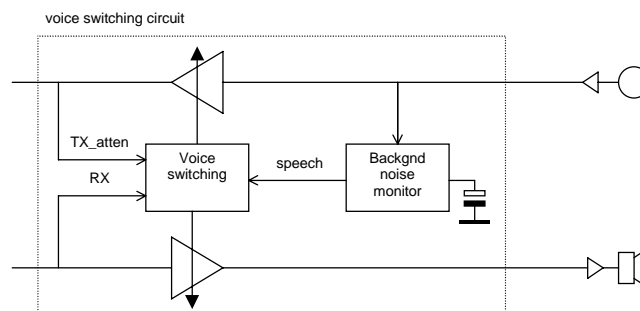 voice switching circuit
TX_atten
RX
Voice
switching
speech
Backgnd
noise
monitor